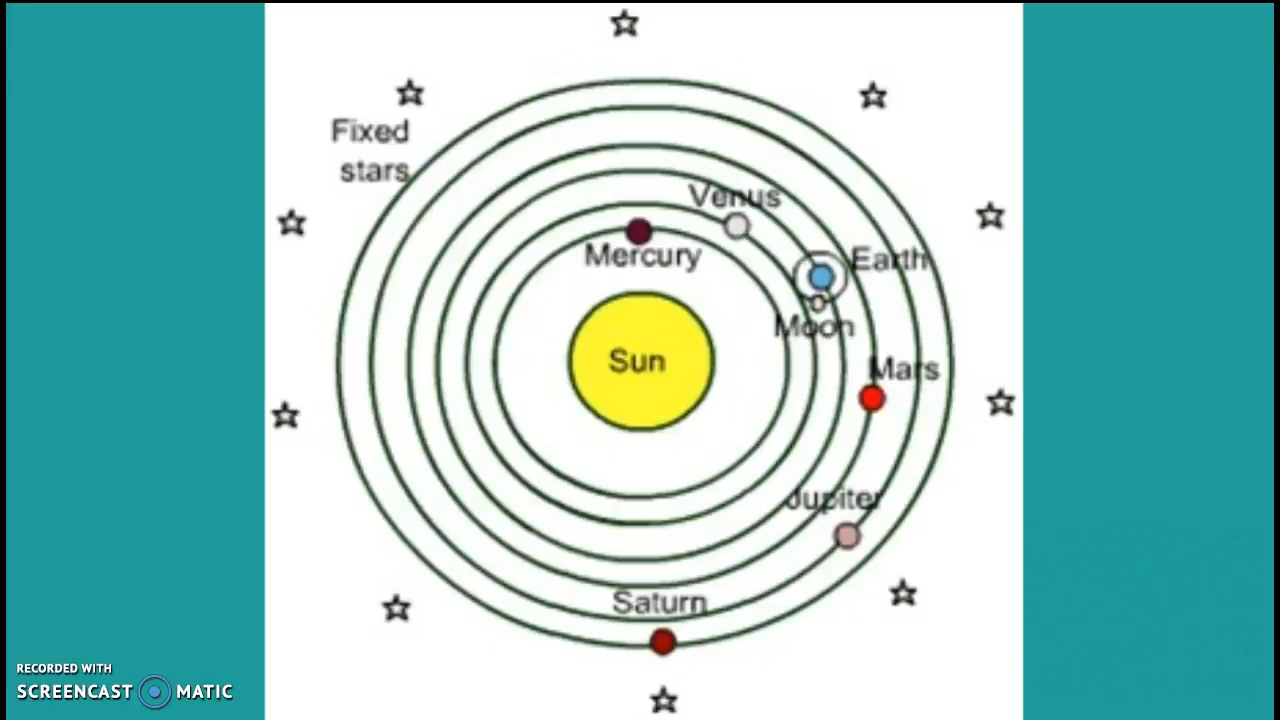 Fixed
stars
Venus
Mercury
Earth
Moon
Sun
Mars
Jupiter
Saturn
RECORDED WITH
SCREENCAST MATIC